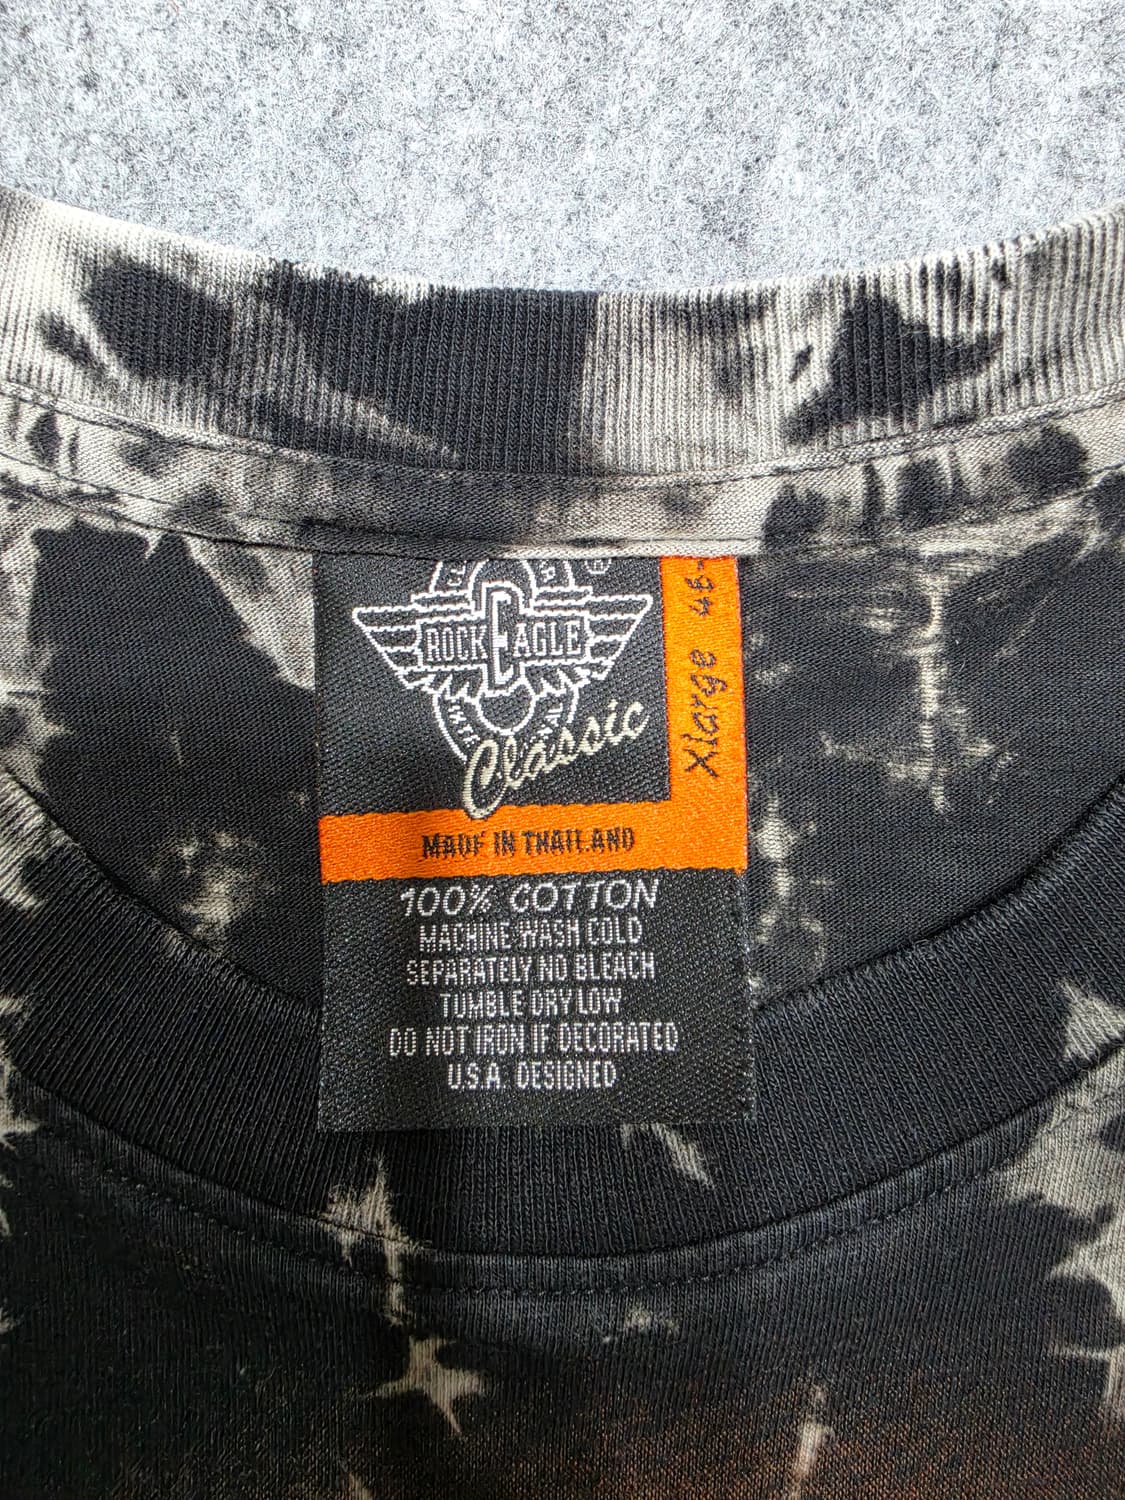 ROCK EAGLE
Classic
Xlarge 46-
MADE IN THAILAND
100% COTTON
MACHINE WASH COLD
SEPARATELY NO BLEACH
TUMBLE DRY LOW
DO NOT IRON IF DECORATED
U.S.A. DESIGNED